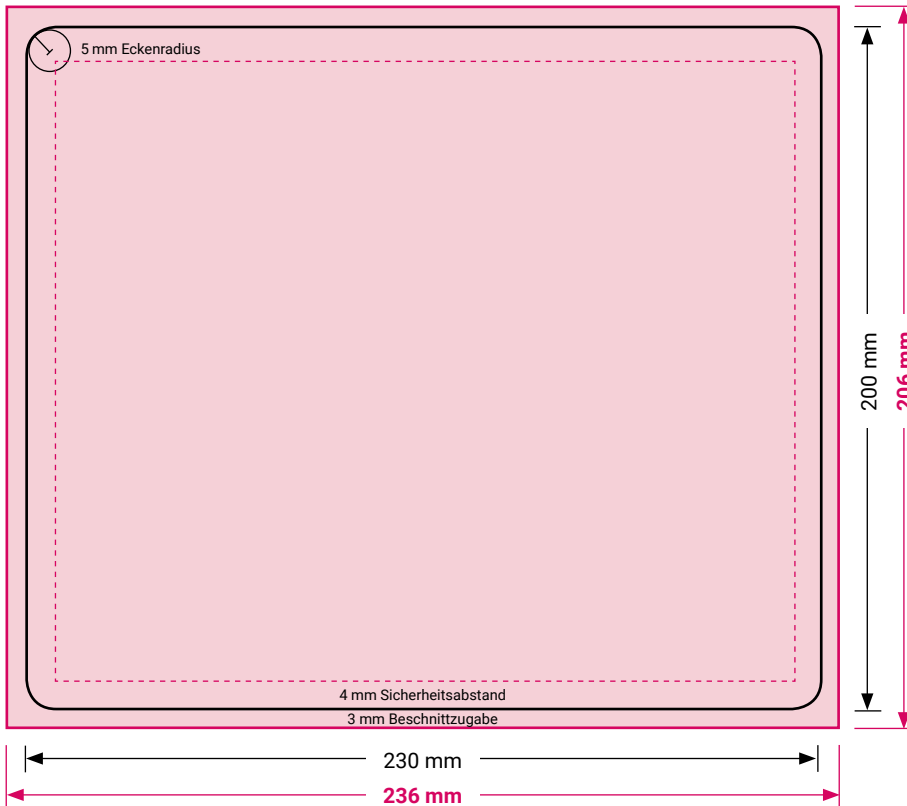 5 mm Eckenradius
200 mm
206 mm
4 mm Sicherheitsabstand
3 mm Beschnittzugabe
230 mm
236 mm